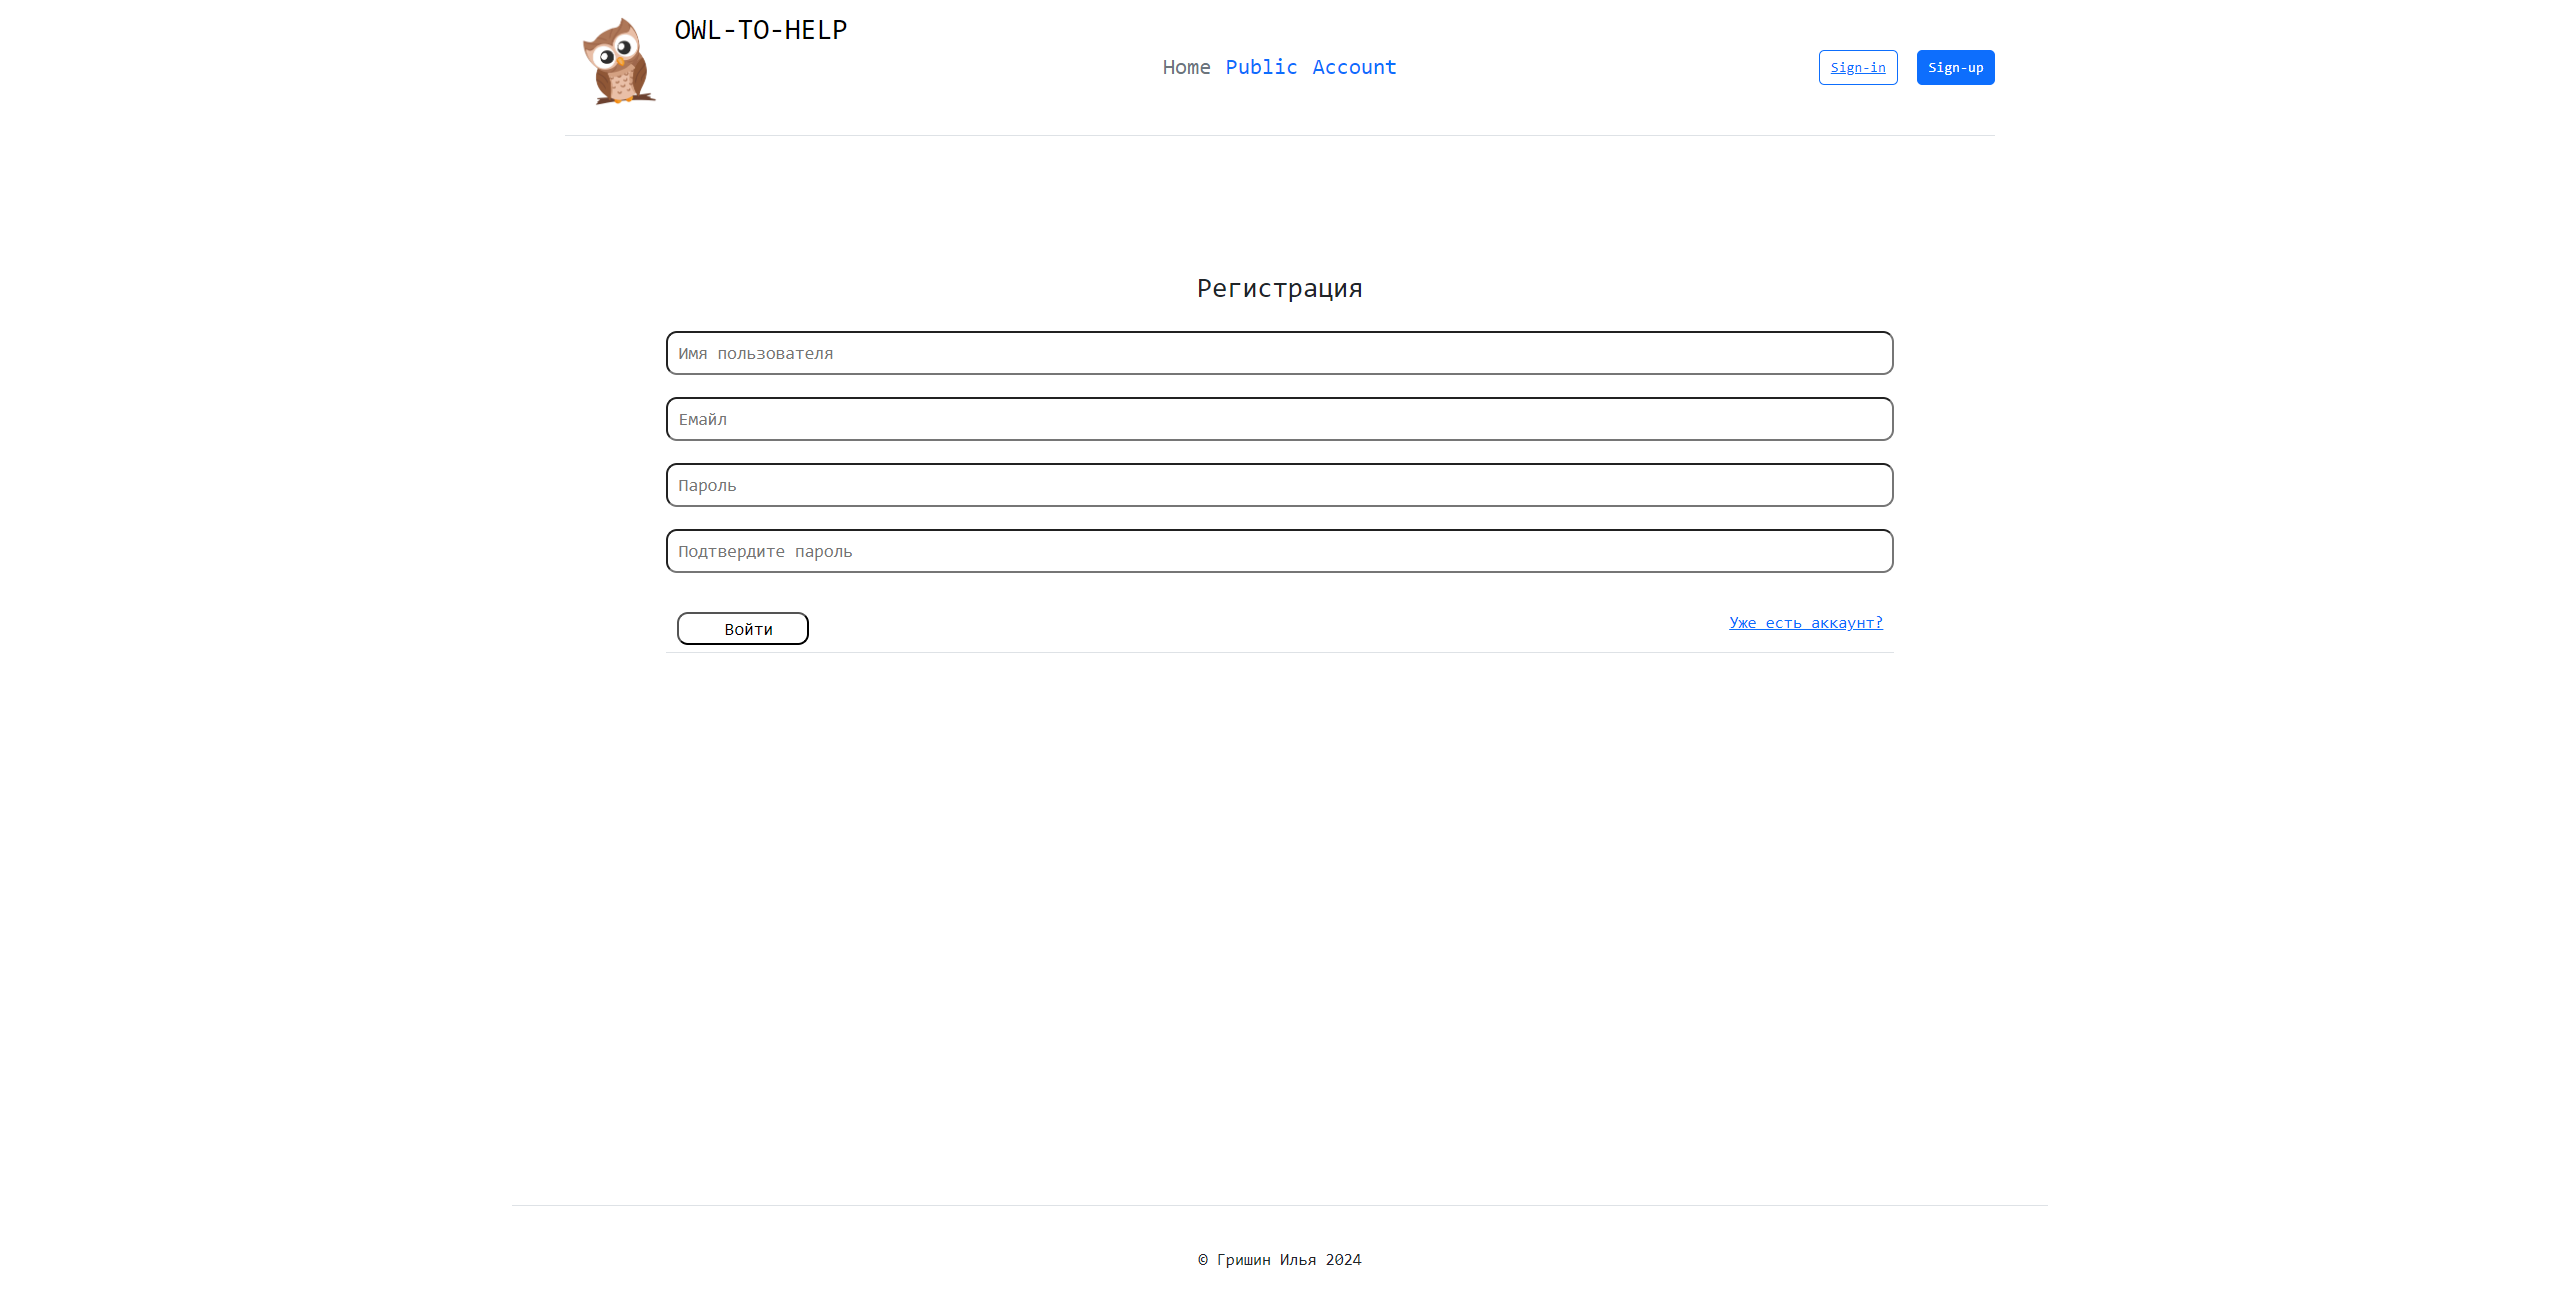 OWL-TO-HELP
Home Public Account
Sign-in Sign-up
Регистрация
Имя пользователя
Емайл
Пароль
Подтвердите пароль
Войти
Уже есть аккаунт?
© Гришин Илья 2024